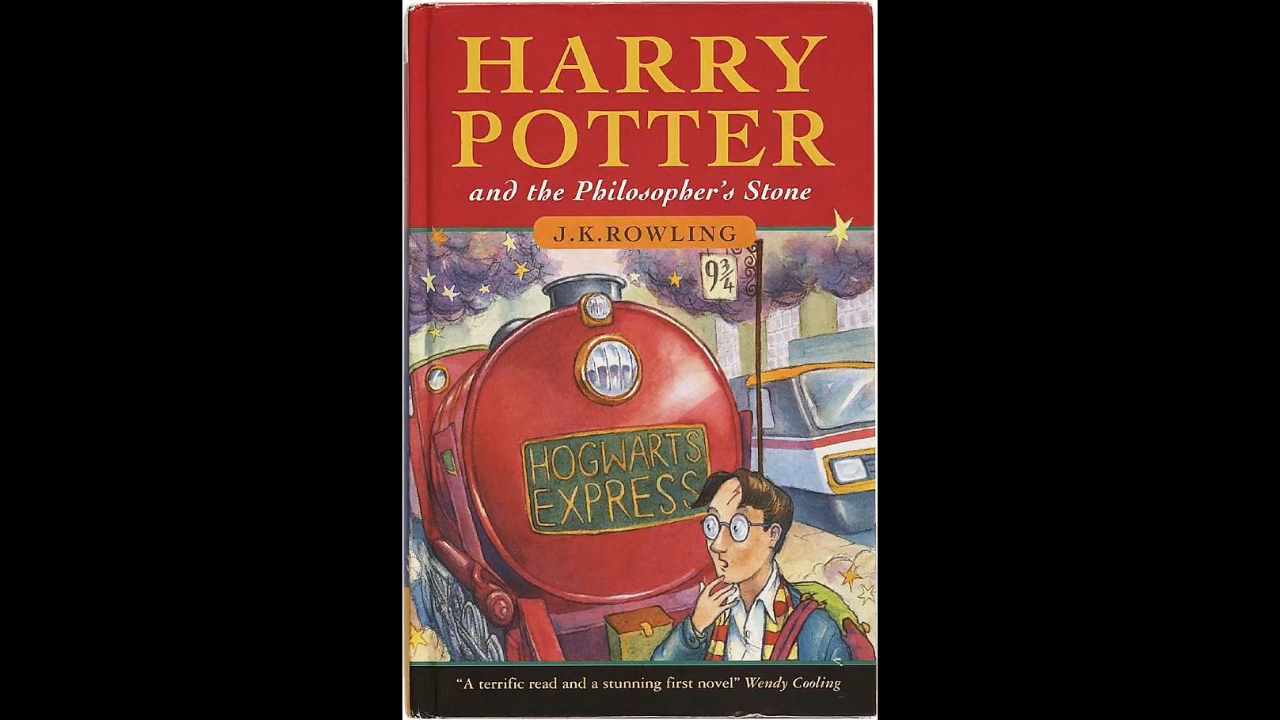 HARRY
POTTER
and the Philosopher's Stone
J.K.ROWLING
9¾
HOGWARTS
EXPRESS
"A terrific read and a stunning first novel" Wendy Cooling